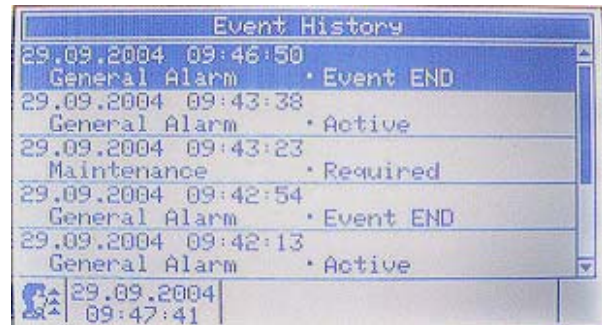 Event History
29.09.2004 09:46:50
General Alarm · Event END
29.09.2004 09:43:38
General Alarm · Active
29.09.2004 09:43:23
Maintenance · Required
29.09.2004 09:42:54
General Alarm · Event END
29.09.2004 09:42:13
General Alarm · Active
29.09.2004
09:47:41